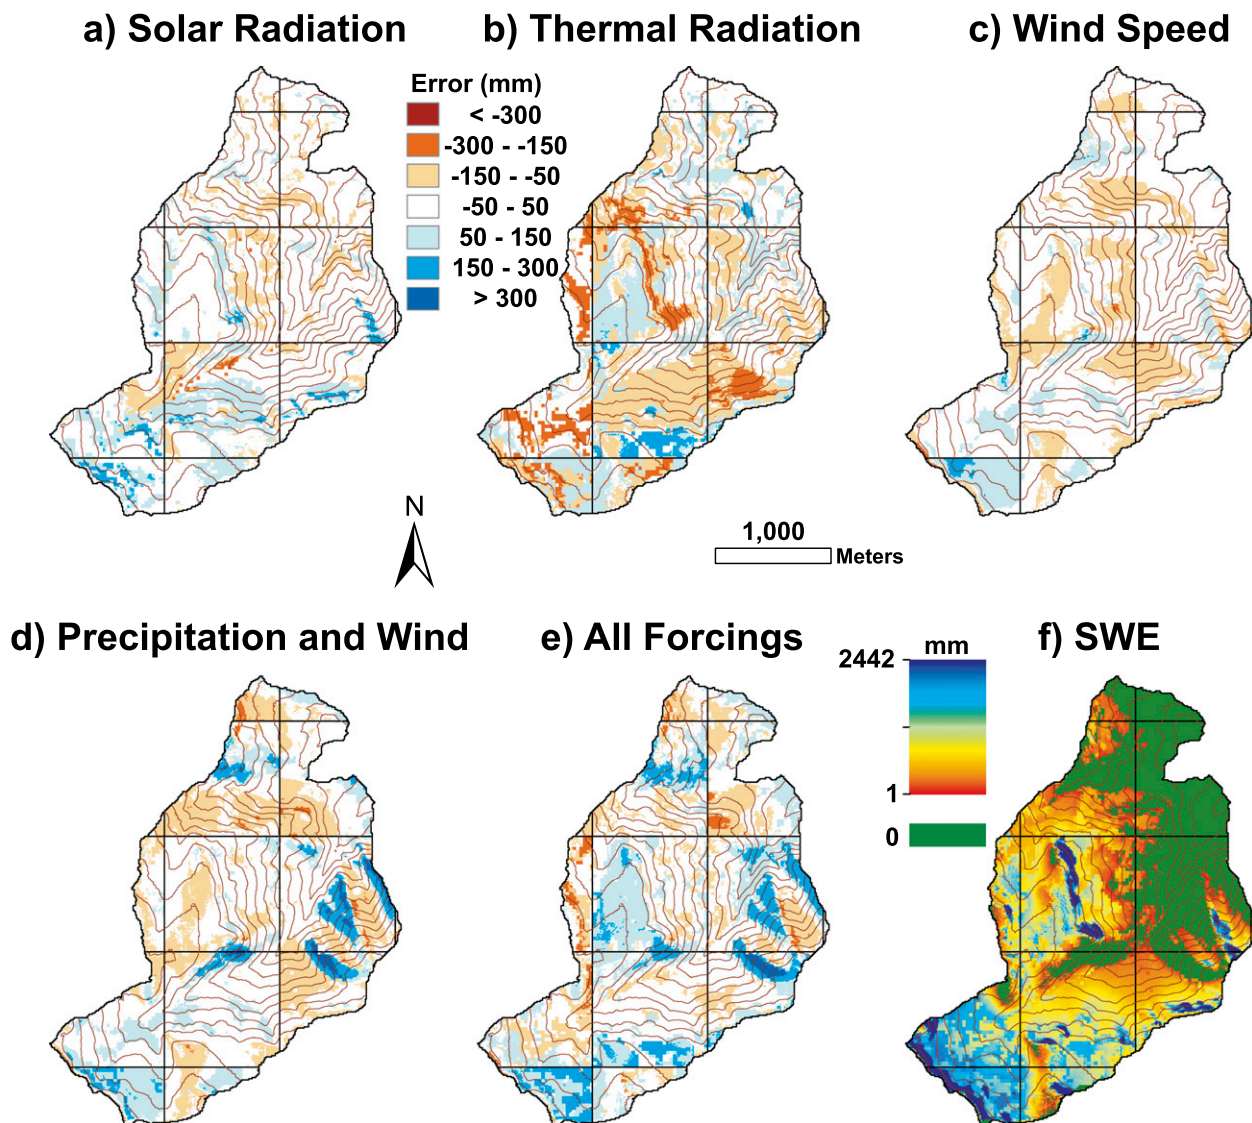 a) Solar Radiation
b) Thermal Radiation
c) Wind Speed
Error (mm)
< -300
-300 - -150
-150 - -50
-50 - 50
50 - 150
150 - 300
> 300
N
1,000
Meters
d) Precipitation and Wind
e) All Forcings
f) SWE
mm
2442
1
0